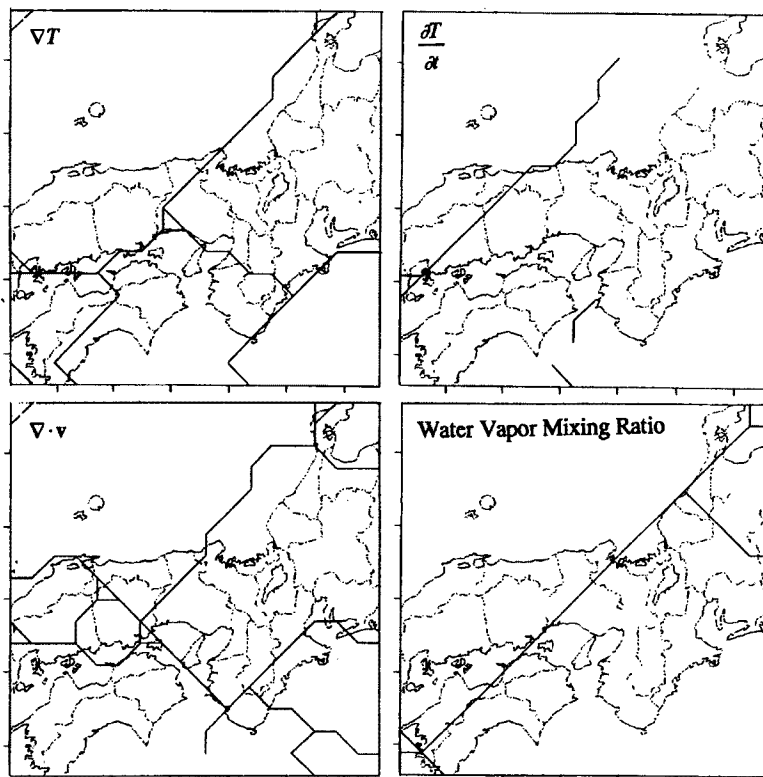 ∇T
∂T
∂t
∇ · v
Water Vapor Mixing Ratio